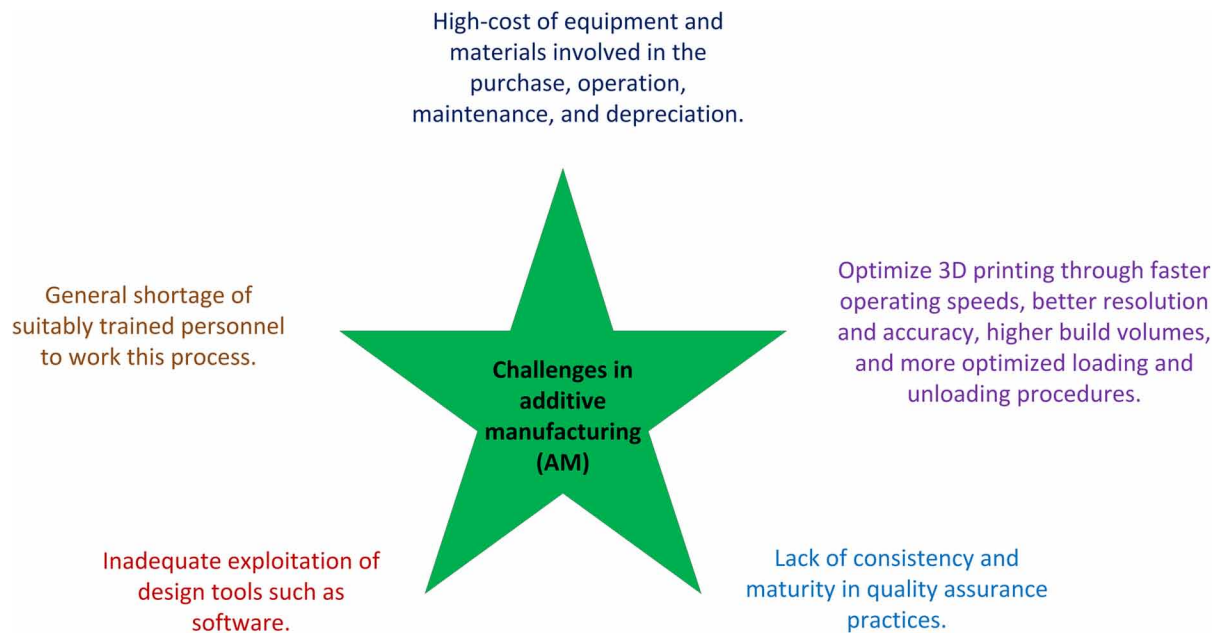 High-cost of equipment and
materials involved in the
purchase, operation,
maintenance, and depreciation.
General shortage of
suitably trained personnel
to work this process.
Optimize 3D printing through faster
operating speeds, better resolution
and accuracy, higher build volumes,
and more optimized loading and
unloading procedures.
Challenges in
additive
manufacturing
(AM)
Inadequate exploitation of
design tools such as
software.
Lack of consistency and
maturity in quality assurance
practices.